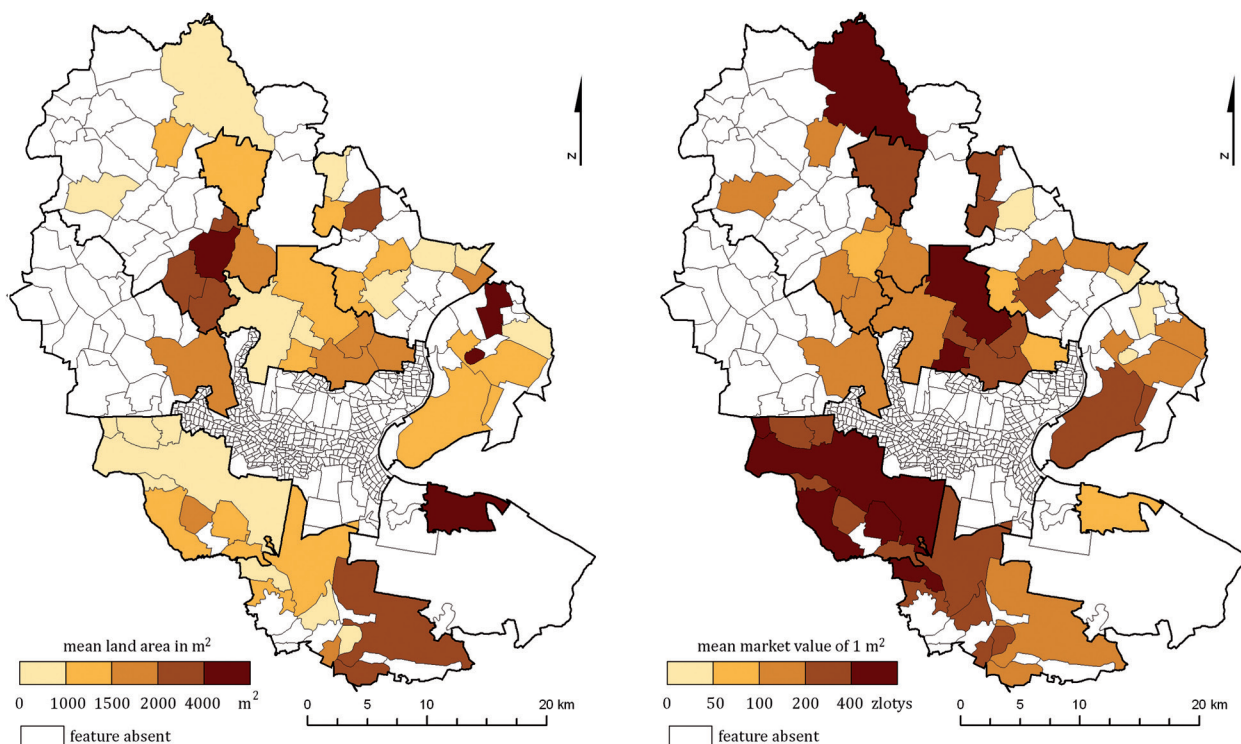 z
z
mean land area in m²
0 1000 1500 2000 4000 m²
feature absent
0 5 10 20 km
mean market value of 1 m²
0 50 100 200 400 zlotys
feature absent
0 5 10 20 km